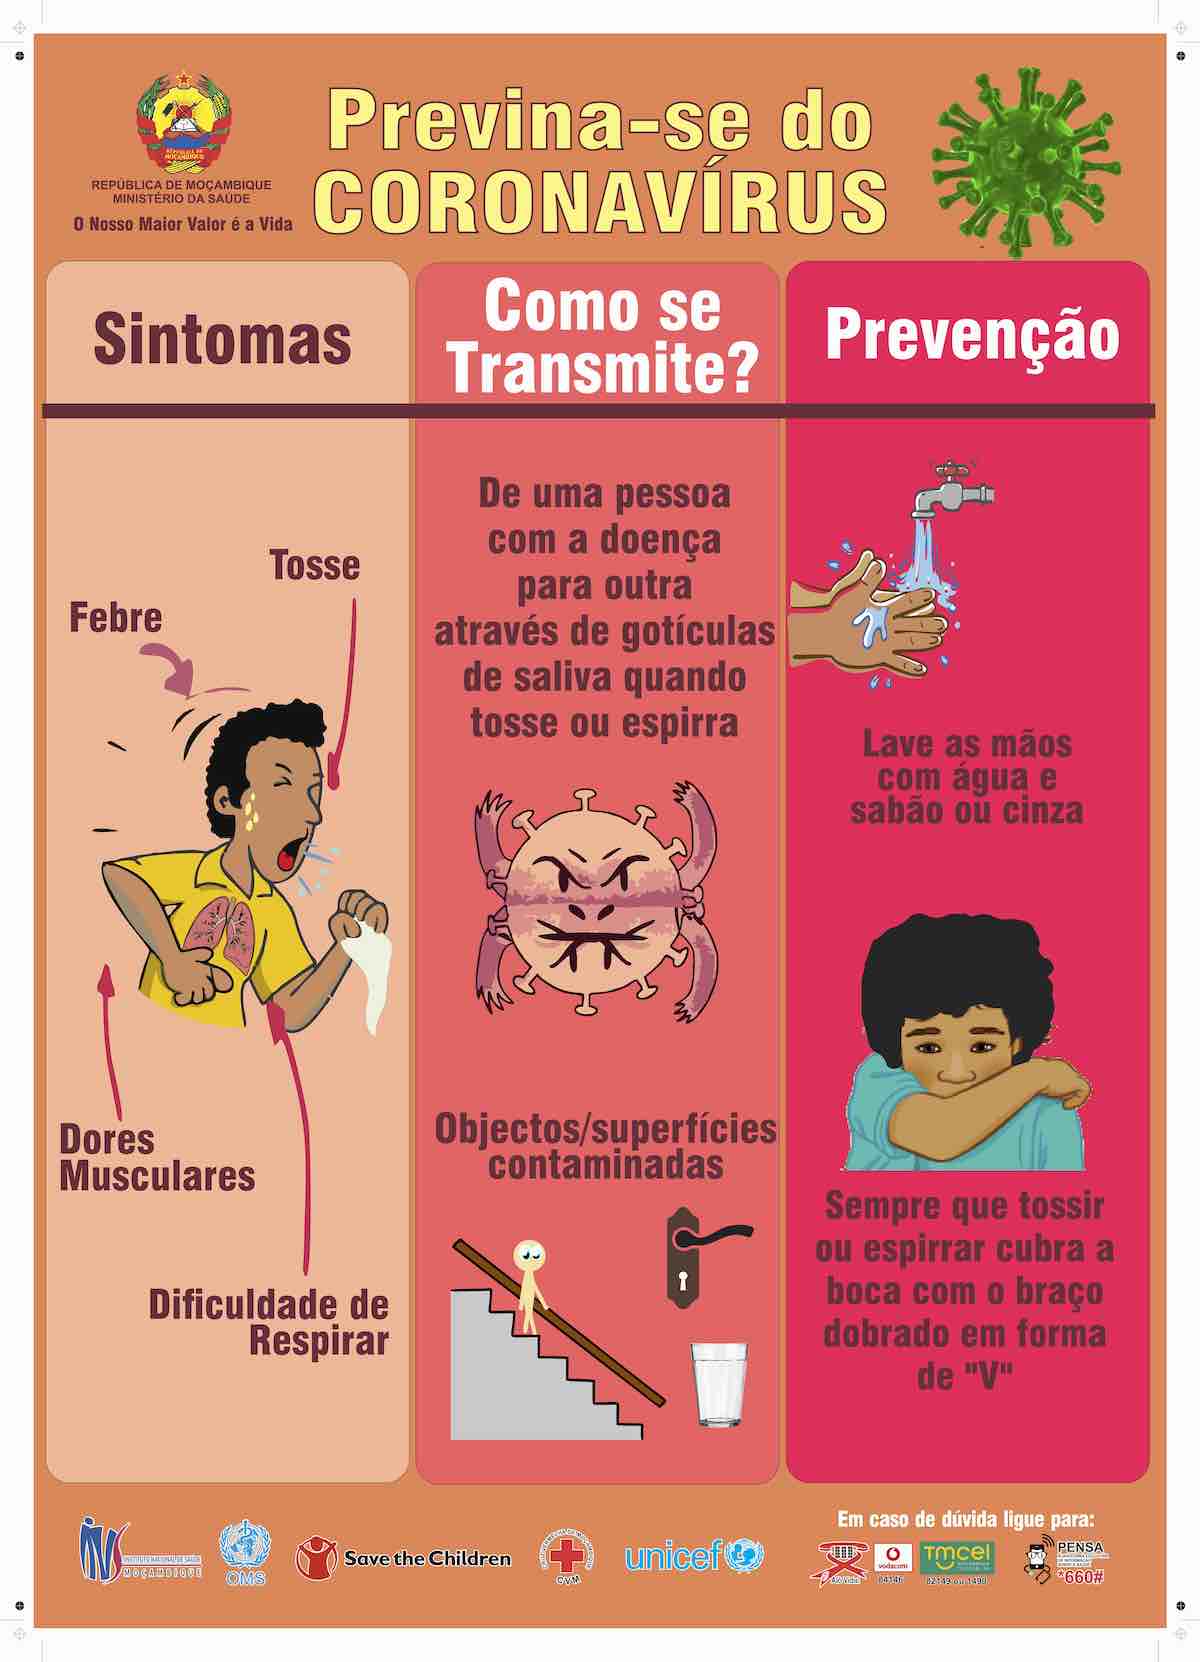 REPÚBLICA DE MOÇAMBIQUE
MINISTÉRIO DA SAÚDE
O Nosso Maior Valor é a Vida
Previna-se do
CORONAVÍRUS
Sintomas
Tosse
Febre
Dores
Musculares
Dificuldade de
Respirar
Como se
Transmite?
De uma pessoa
com a doença
para outra
através de gotículas
de saliva quando
tosse ou espirra
Objectos/superfícies
contaminadas
Prevenção
Lave as mãos
com água e
sabão ou cinza
Sempre que tossir
ou espirrar cubra a
boca com o braço
dobrado em forma
de "V"
INS
INSTITUTO NACIONAL DE SAÚDE
MOÇAMBIQUE
OMS
Save the Children
CVM
unicef
Em caso de dúvida ligue para:
Alô Vida
vodacom
84146
TMCEL
82149 ou 1490
PENSA
*660#